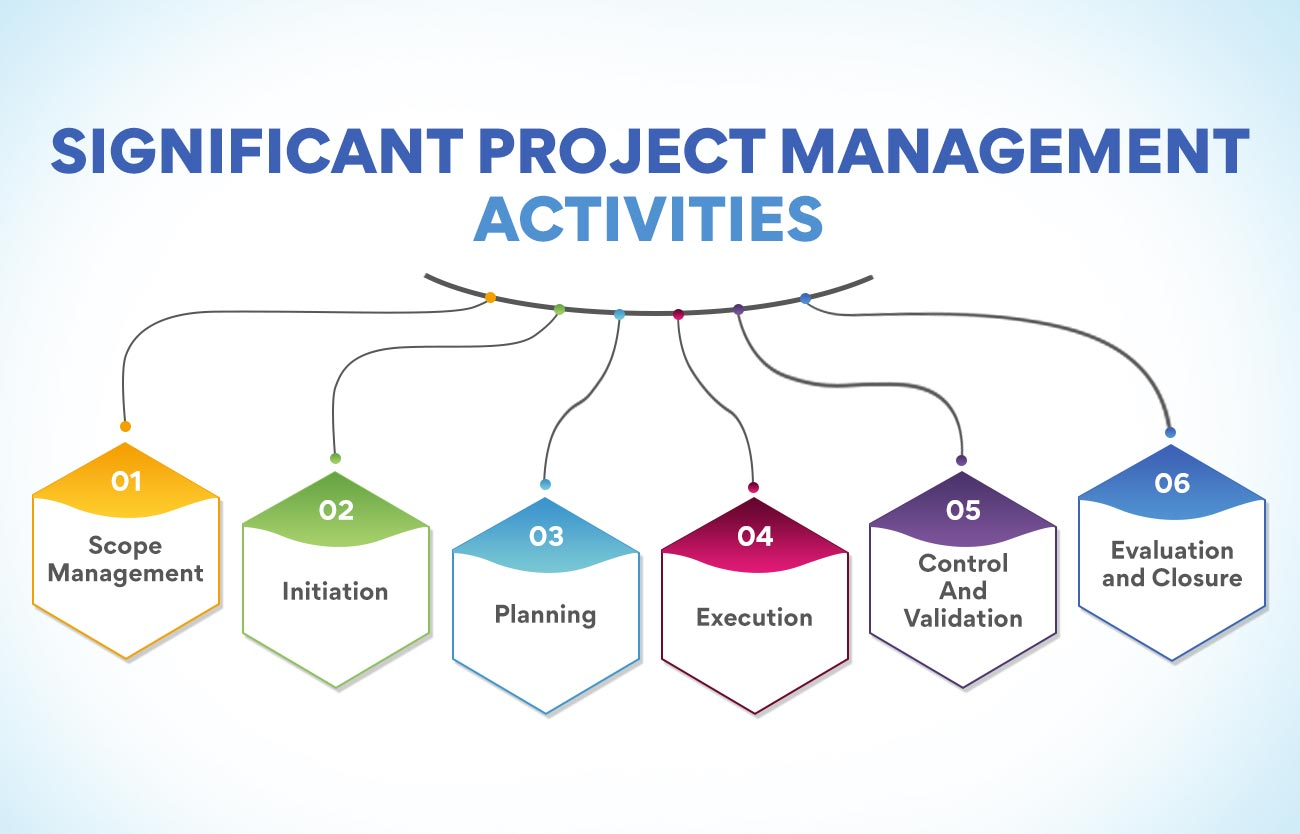 SIGNIFICANT PROJECT MANAGEMENT
ACTIVITIES
01
Scope
Management
02
Initiation
03
Planning
04
Execution
05
Control
And
Validation
06
Evaluation
and Closure